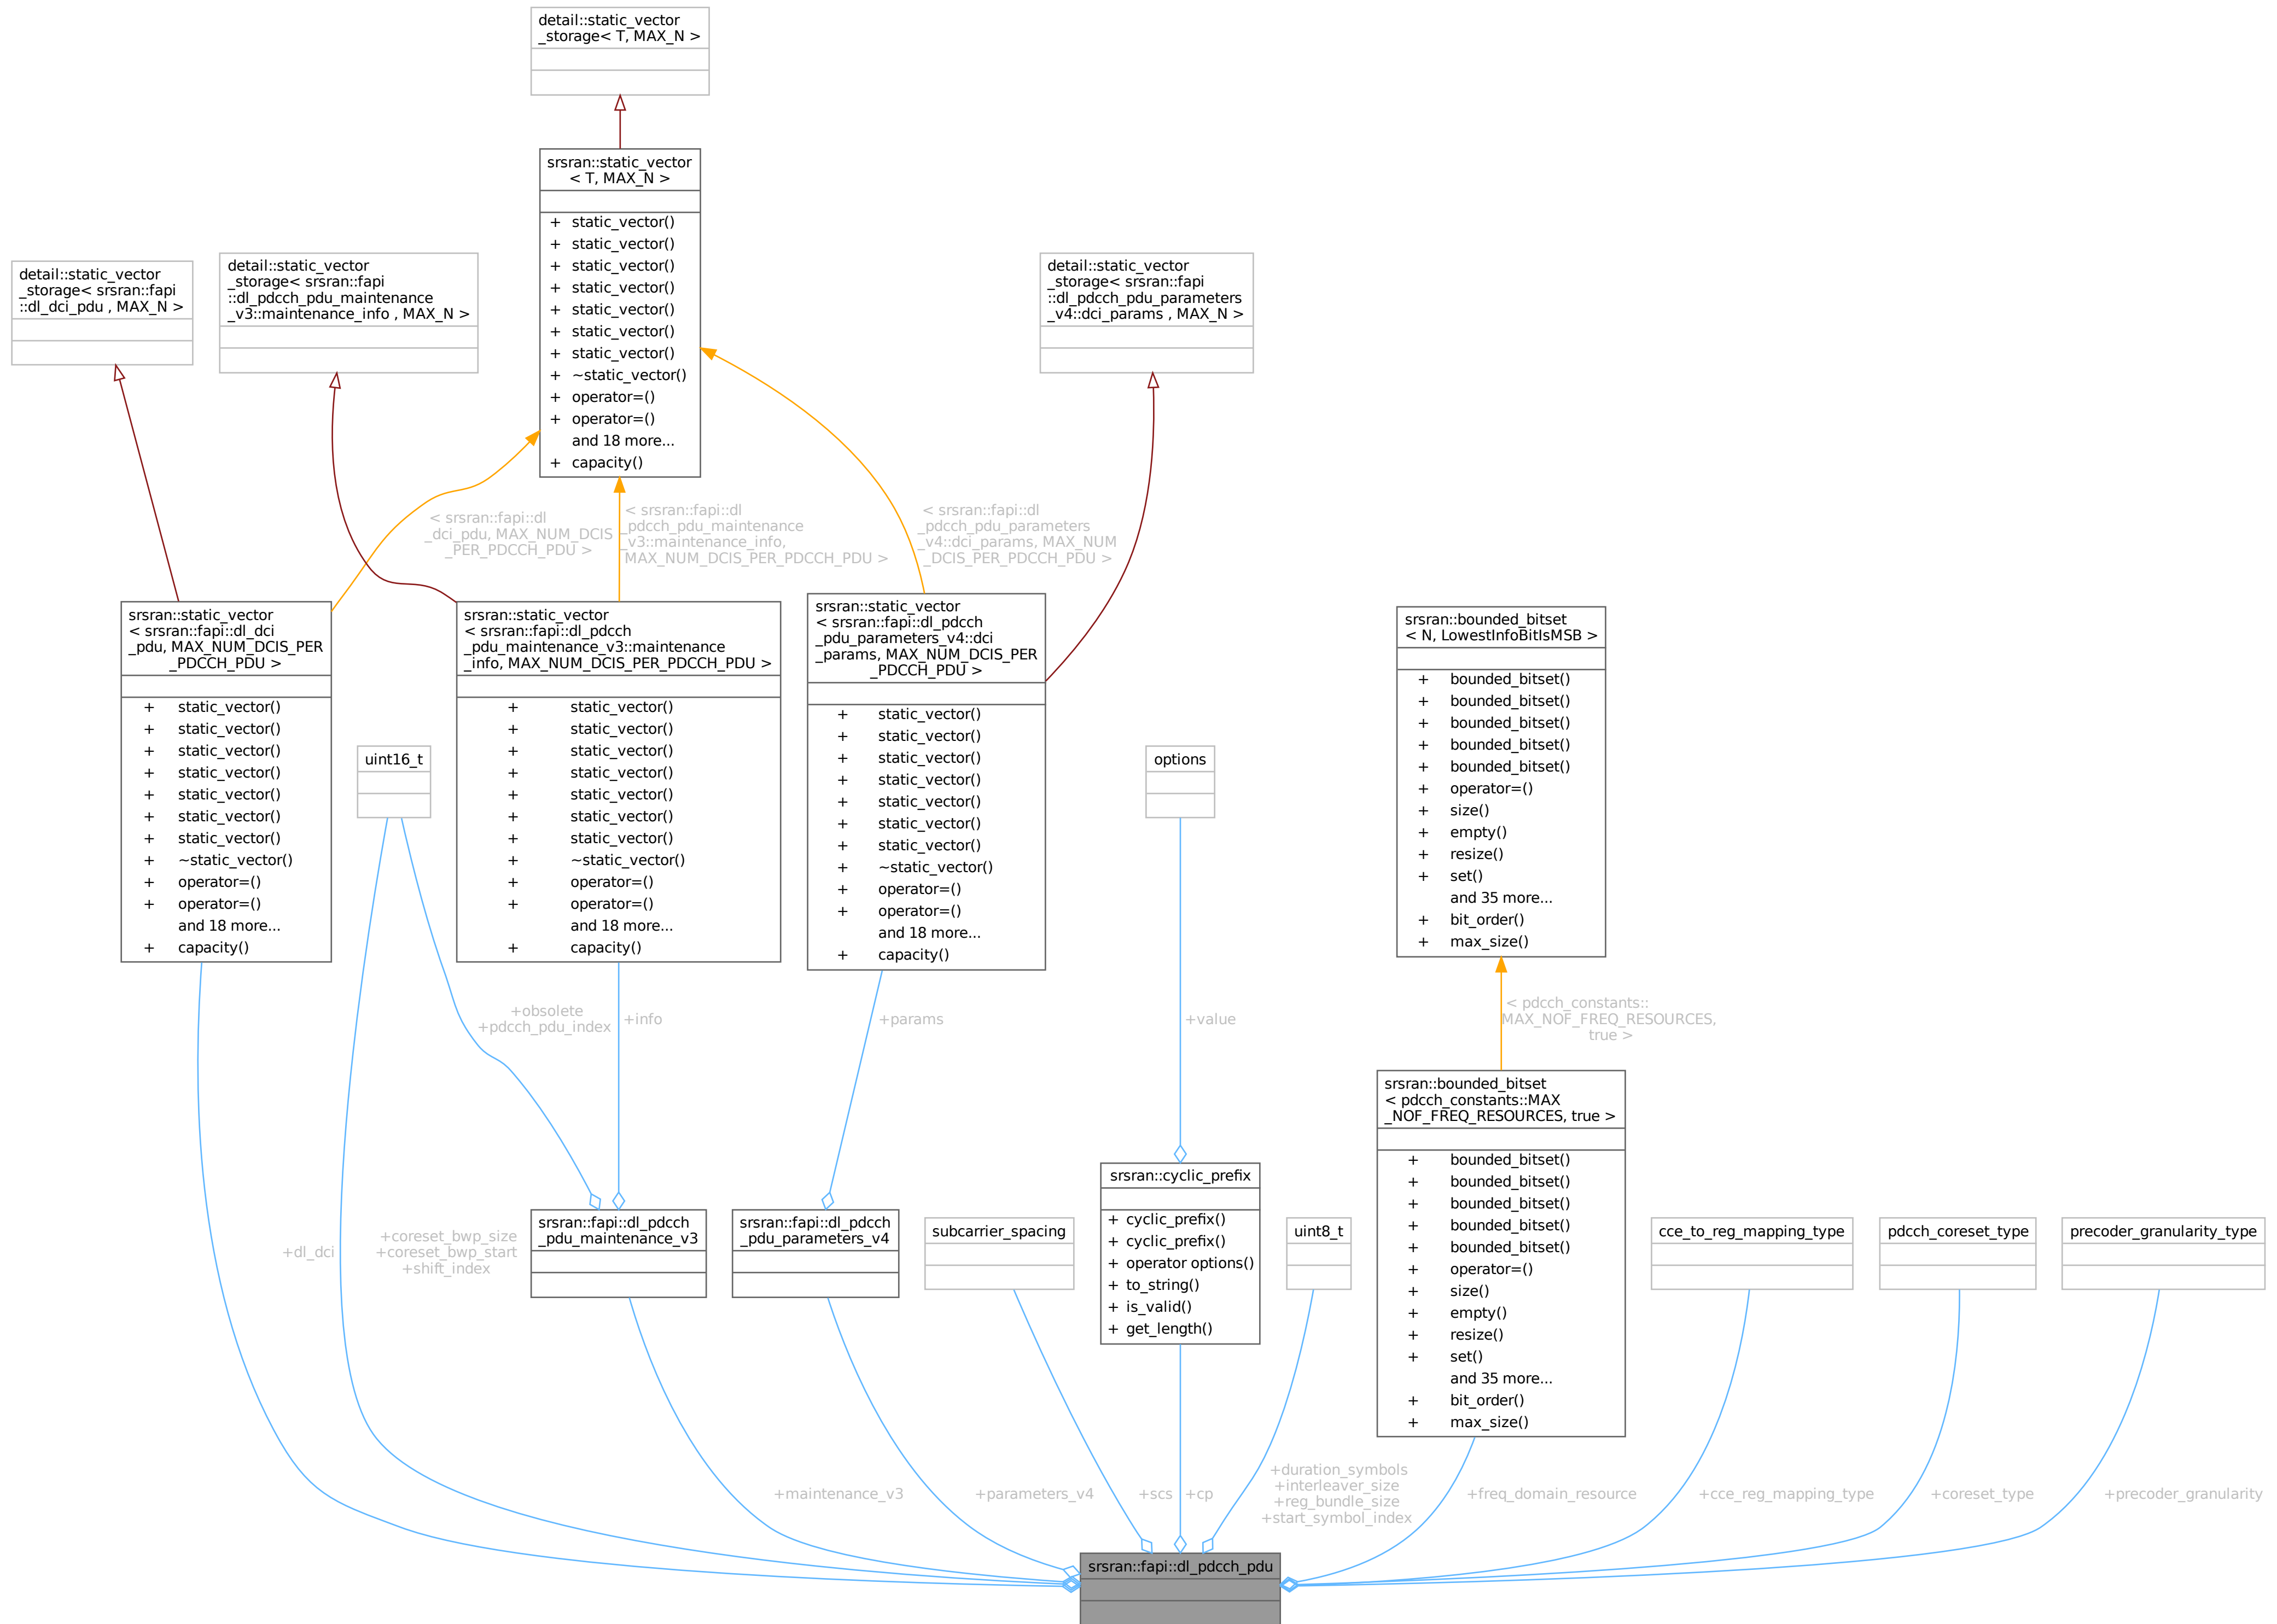 detail::static_vector
_storage< T, MAX_N >
srsran::static_vector
< T, MAX_N >
+ static_vector()
+ static_vector()
+ static_vector()
+ static_vector()
+ static_vector()
+ static_vector()
+ static_vector()
+ ~static_vector()
+ operator=()
+ operator=()
and 18 more...
+ capacity()
detail::static_vector
_storage< srsran::fapi
::dl_dci_pdu , MAX_N >
detail::static_vector
_storage< srsran::fapi
::dl_pdcch_pdu_maintenance
_v3::maintenance_info , MAX_N >
detail::static_vector
_storage< srsran::fapi
::dl_pdcch_pdu_parameters
_v4::dci_params , MAX_N >
< srsran::fapi::dl
_dci_pdu, MAX_NUM_DCIS
_PER_PDCCH_PDU >
< srsran::fapi::dl
_pdcch_pdu_maintenance
_v3::maintenance_info,
MAX_NUM_DCIS_PER_PDCCH_PDU >
< srsran::fapi::dl
_pdcch_pdu_parameters
_v4::dci_params, MAX_NUM
_DCIS_PER_PDCCH_PDU >
srsran::static_vector
< srsran::fapi::dl_dci
_pdu, MAX_NUM_DCIS_PER
_PDCCH_PDU >
+ static_vector()
+ static_vector()
+ static_vector()
+ static_vector()
+ static_vector()
+ static_vector()
+ static_vector()
+ ~static_vector()
+ operator=()
+ operator=()
and 18 more...
+ capacity()
uint16_t
srsran::static_vector
< srsran::fapi::dl_pdcch
_pdu_maintenance_v3::maintenance
_info, MAX_NUM_DCIS_PER_PDCCH_PDU >
+ static_vector()
+ static_vector()
+ static_vector()
+ static_vector()
+ static_vector()
+ static_vector()
+ static_vector()
+ ~static_vector()
+ operator=()
+ operator=()
and 18 more...
+ capacity()
srsran::static_vector
< srsran::fapi::dl_pdcch
_pdu_parameters_v4::dci
_params, MAX_NUM_DCIS_PER
_PDCCH_PDU >
+ static_vector()
+ static_vector()
+ static_vector()
+ static_vector()
+ static_vector()
+ static_vector()
+ static_vector()
+ ~static_vector()
+ operator=()
+ operator=()
and 18 more...
+ capacity()
options
srsran::bounded_bitset
< N, LowestInfoBitIsMSB >
+ bounded_bitset()
+ bounded_bitset()
+ bounded_bitset()
+ bounded_bitset()
+ bounded_bitset()
+ operator=()
+ size()
+ empty()
+ resize()
+ set()
and 35 more...
+ bit_order()
+ max_size()
+obsolete
+pdcch_pdu_index
+info
+params
+value
< pdcch_constants::
MAX_NOF_FREQ_RESOURCES,
true >
+dl_dci
+coreset_bwp_size
+coreset_bwp_start
+shift_index
srsran::fapi::dl_pdcch
_pdu_maintenance_v3
srsran::fapi::dl_pdcch
_pdu_parameters_v4
subcarrier_spacing
srsran::cyclic_prefix
+ cyclic_prefix()
+ cyclic_prefix()
+ operator options()
+ to_string()
+ is_valid()
+ get_length()
uint8_t
srsran::bounded_bitset
< pdcch_constants::MAX
_NOF_FREQ_RESOURCES, true >
+ bounded_bitset()
+ bounded_bitset()
+ bounded_bitset()
+ bounded_bitset()
+ bounded_bitset()
+ operator=()
+ size()
+ empty()
+ resize()
+ set()
and 35 more...
+ bit_order()
+ max_size()
cce_to_reg_mapping_type
pdcch_coreset_type
precoder_granularity_type
+maintenance_v3
+parameters_v4
+scs
+cp
+duration_symbols
+interleaver_size
+reg_bundle_size
+start_symbol_index
+freq_domain_resource
+cce_reg_mapping_type
+coreset_type
+precoder_granularity
srsran::fapi::dl_pdcch_pdu